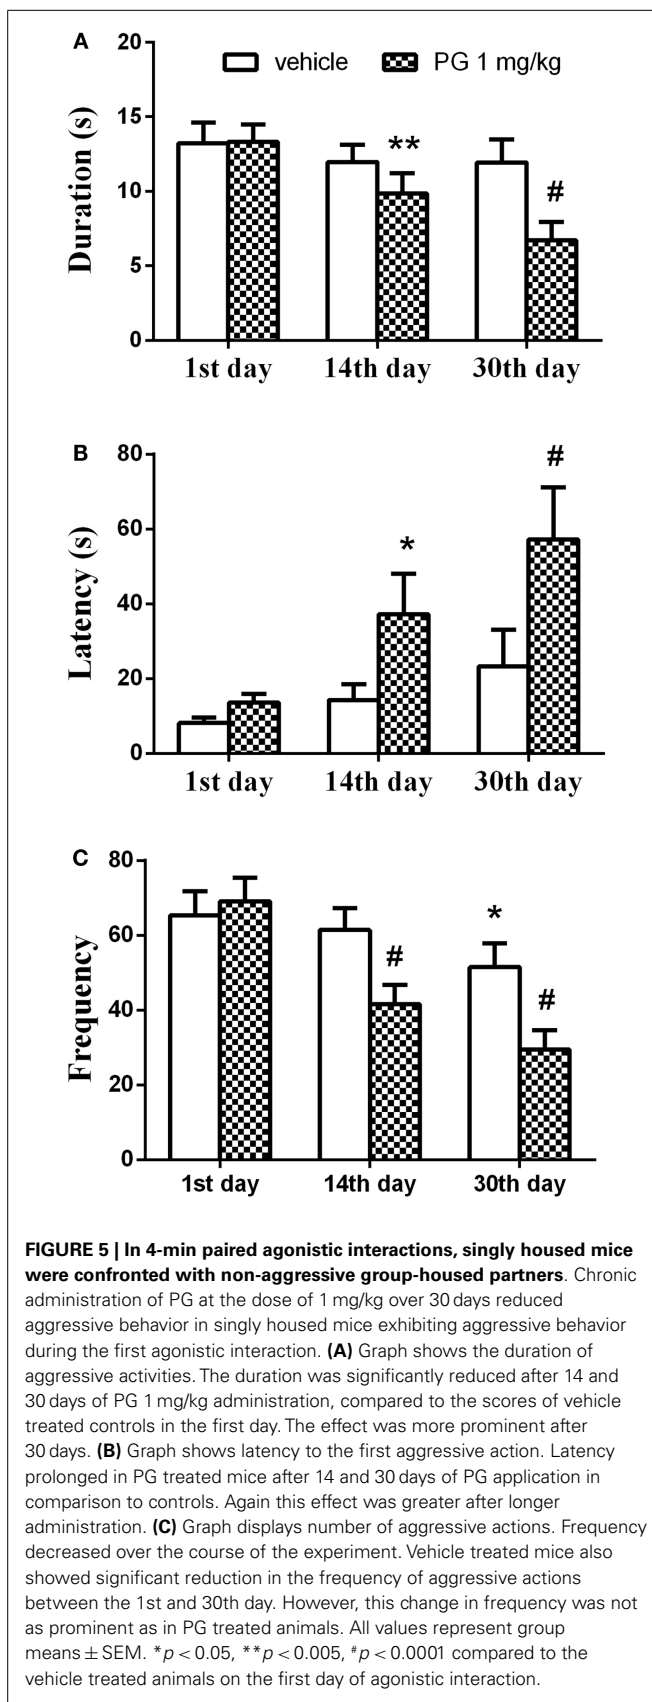 A
20
vehicle
PG 1 mg/kg
15
**
10
#
5
0
Duration (s)
1st day
14th day
30th day
B
80
#
60
*
40
20
0
Latency (s)
1st day
14th day
30th day
C
80
60
*
#
40
#
20
0
Frequency
1st day
14th day
30th day
FIGURE 5 | In 4-min paired agonistic interactions, singly housed mice
were confronted with non-aggressive group-housed partners. Chronic
administration of PG at the dose of 1 mg/kg over 30 days reduced
aggressive behavior in singly housed mice exhibiting aggressive behavior
during the first agonistic interaction. (A) Graph shows the duration of
aggressive activities. The duration was significantly reduced after 14 and
30 days of PG 1 mg/kg administration, compared to the scores of vehicle
treated controls in the first day. The effect was more prominent after
30 days. (B) Graph shows latency to the first aggressive action. Latency
prolonged in PG treated mice after 14 and 30 days of PG application in
comparison to controls. Again this effect was greater after longer
administration. (C) Graph displays number of aggressive actions. Frequency
decreased over the course of the experiment. Vehicle treated mice also
showed significant reduction in the frequency of aggressive actions
between the 1st and 30th day. However, this change in frequency was not
as prominent as in PG treated animals. All values represent group
means ± SEM. *p < 0.05, **p < 0.005, #p < 0.0001 compared to the
vehicle treated animals on the first day of agonistic interaction.